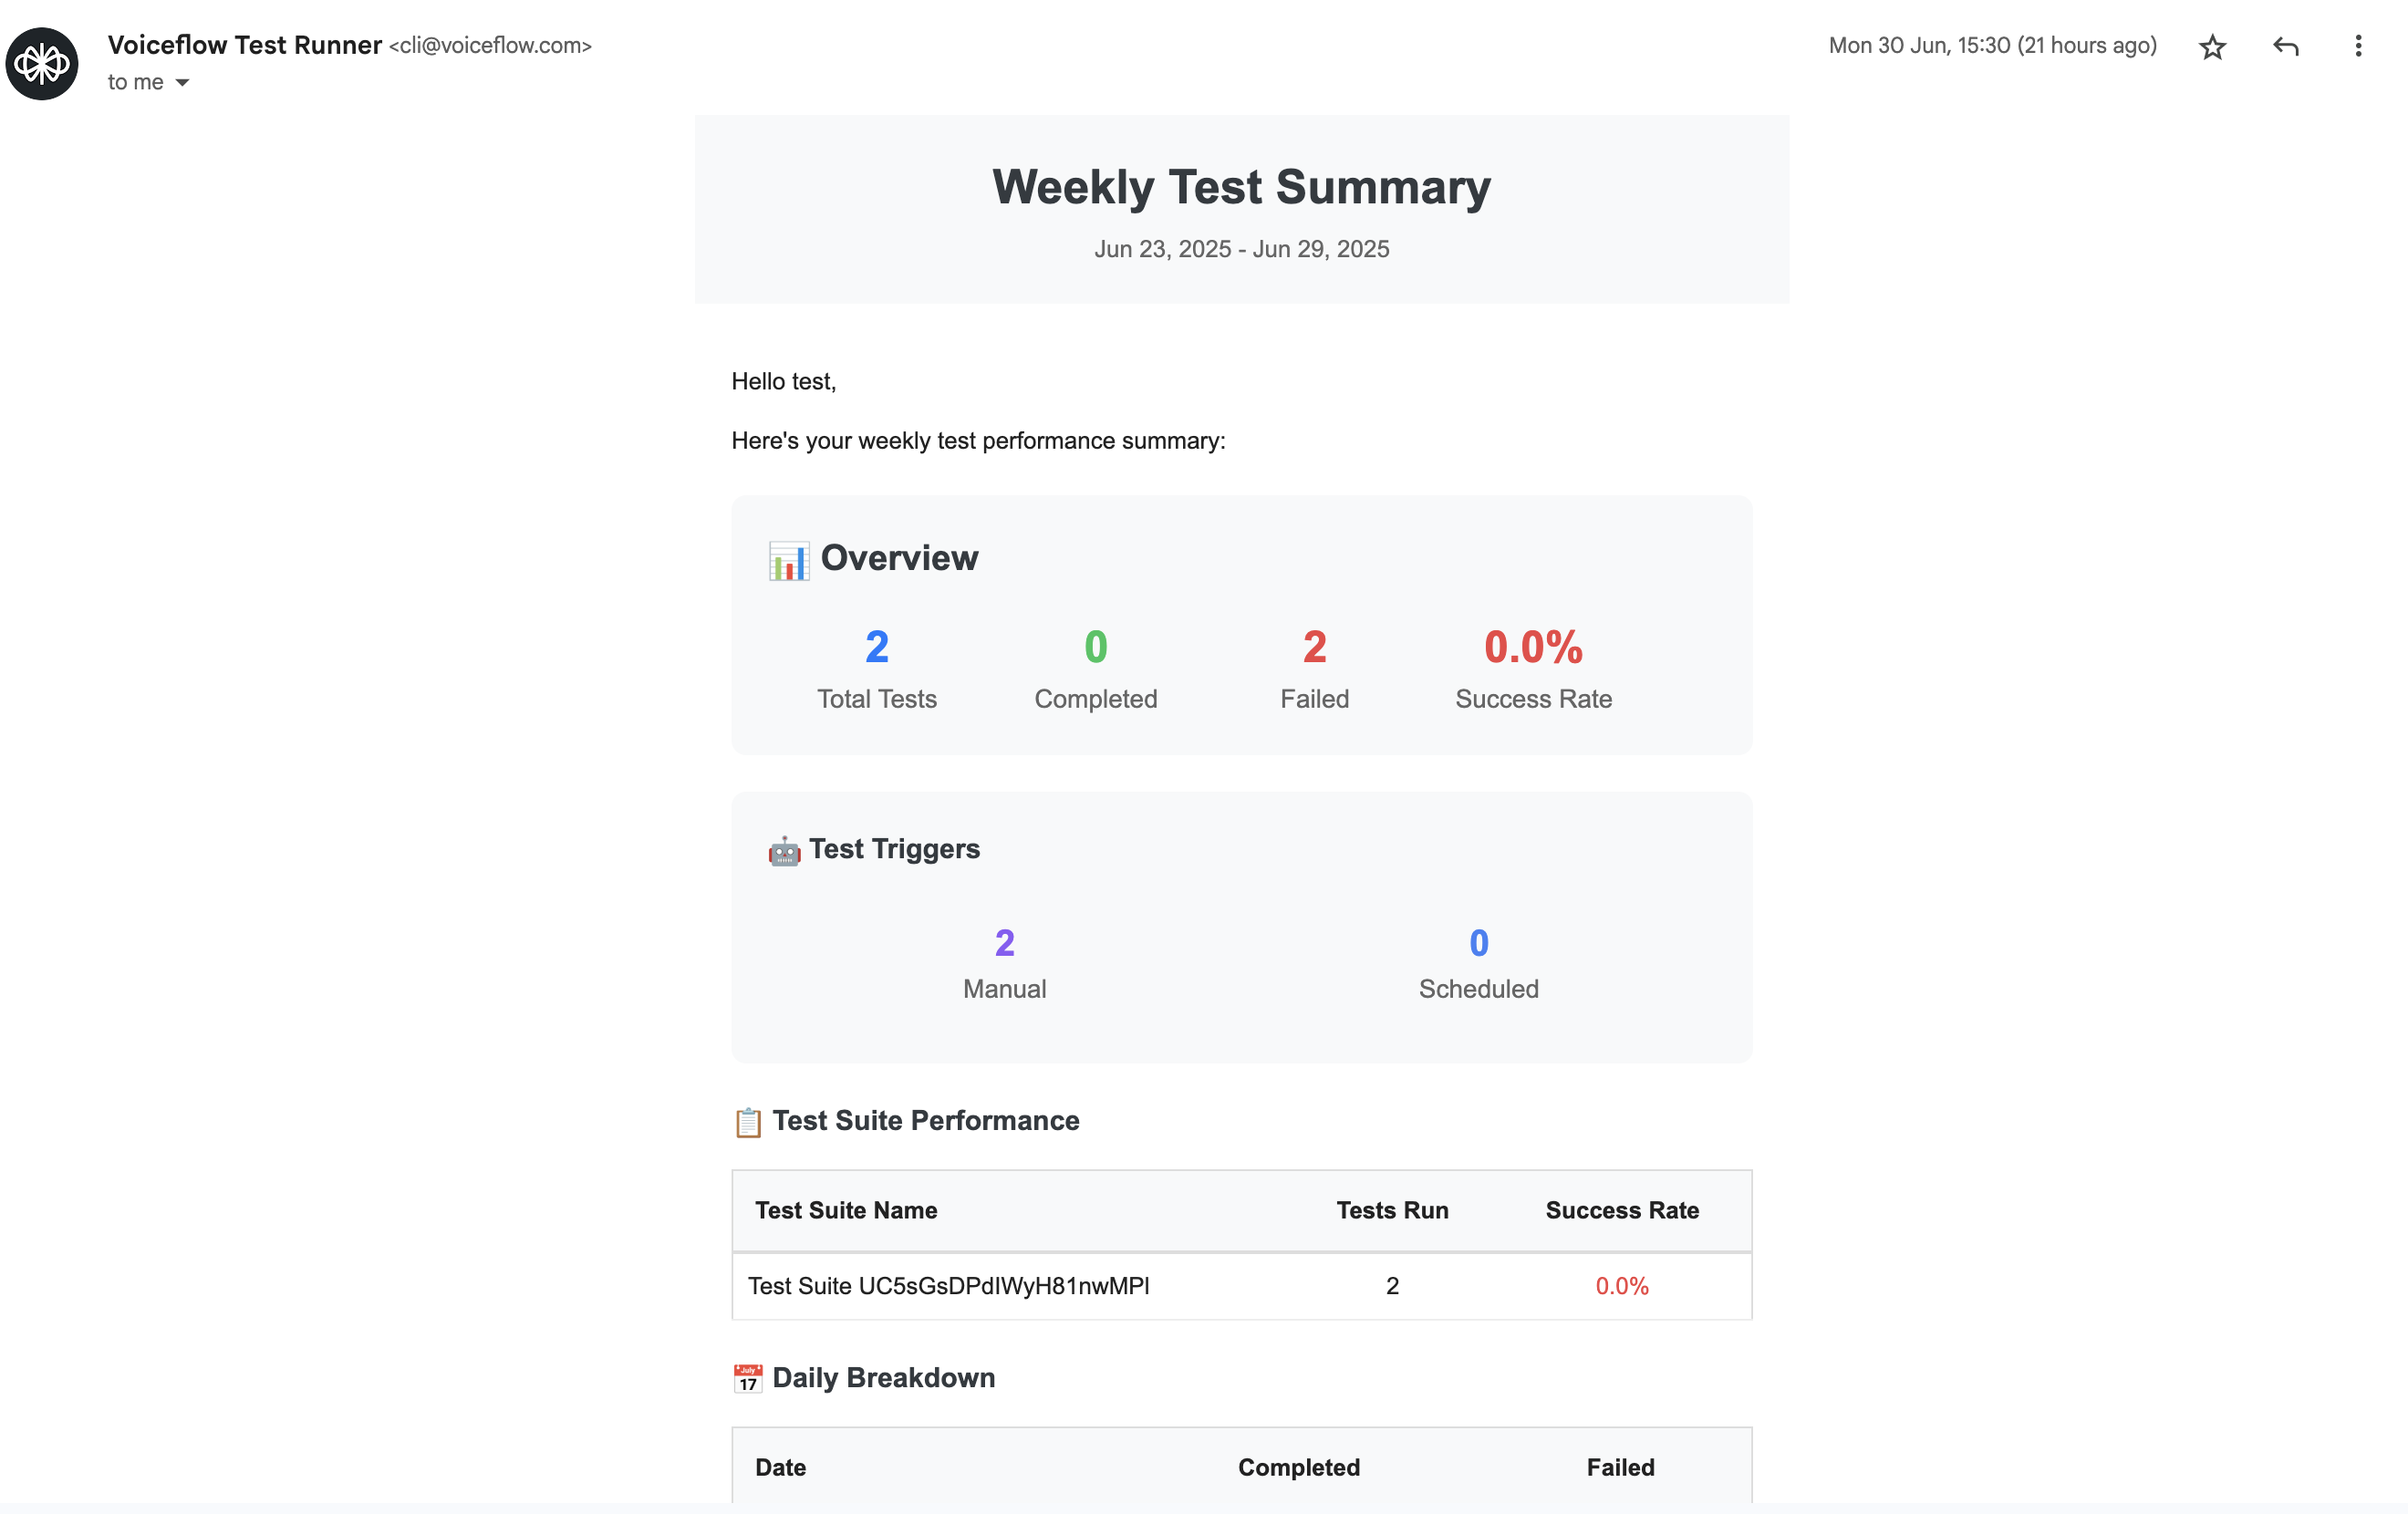 Voiceflow Test Runner <cli@voiceflow.com>
Mon 30 Jun, 15:30 (21 hours ago)
to me
Weekly Test Summary
Jun 23, 2025 - Jun 29, 2025
Hello test,
Here's your weekly test performance summary:
📊 Overview
2 0 2 0.0%
Total Tests Completed Failed Success Rate
🤖 Test Triggers
2 0
Manual Scheduled
📋 Test Suite Performance
Test Suite Name Tests Run Success Rate
Test Suite UC5sGsDPdIWyH81nwMPI 2 0.0%
📅 Daily Breakdown
Date Completed Failed